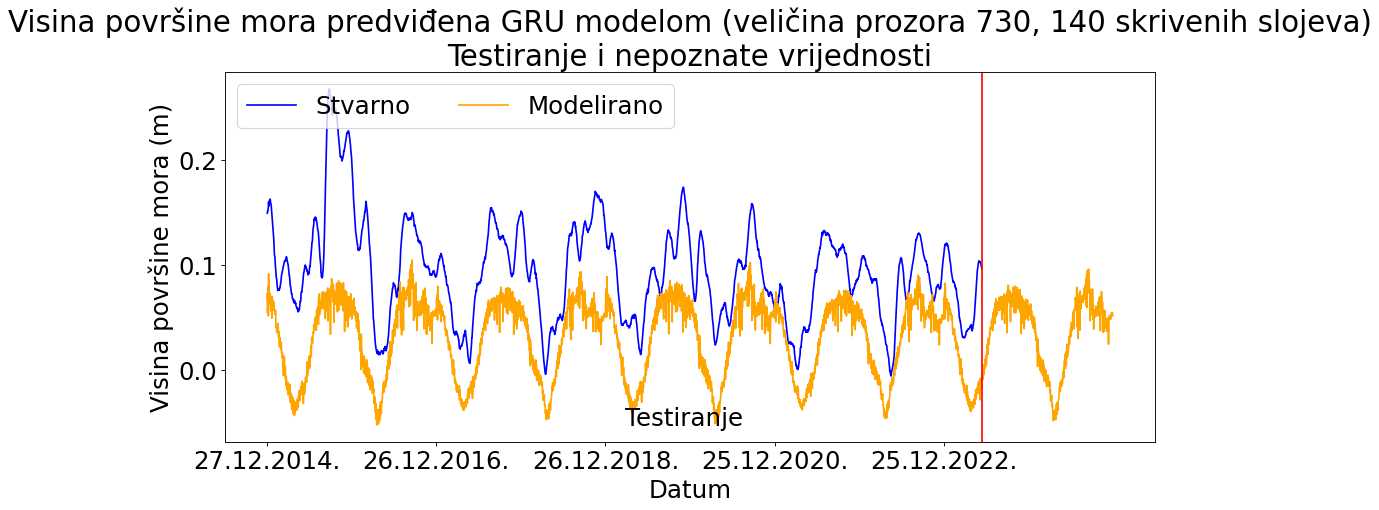 Visina površine mora predviđena GRU modelom (veličina prozora 730, 140 skrivenih slojeva)
Testiranje i nepoznate vrijednosti
Stvarno
Modelirano
Visina površine mora (m)
0.2
0.1
0.0
Testiranje
27.12.2014.
26.12.2016.
26.12.2018.
25.12.2020.
25.12.2022.
Datum